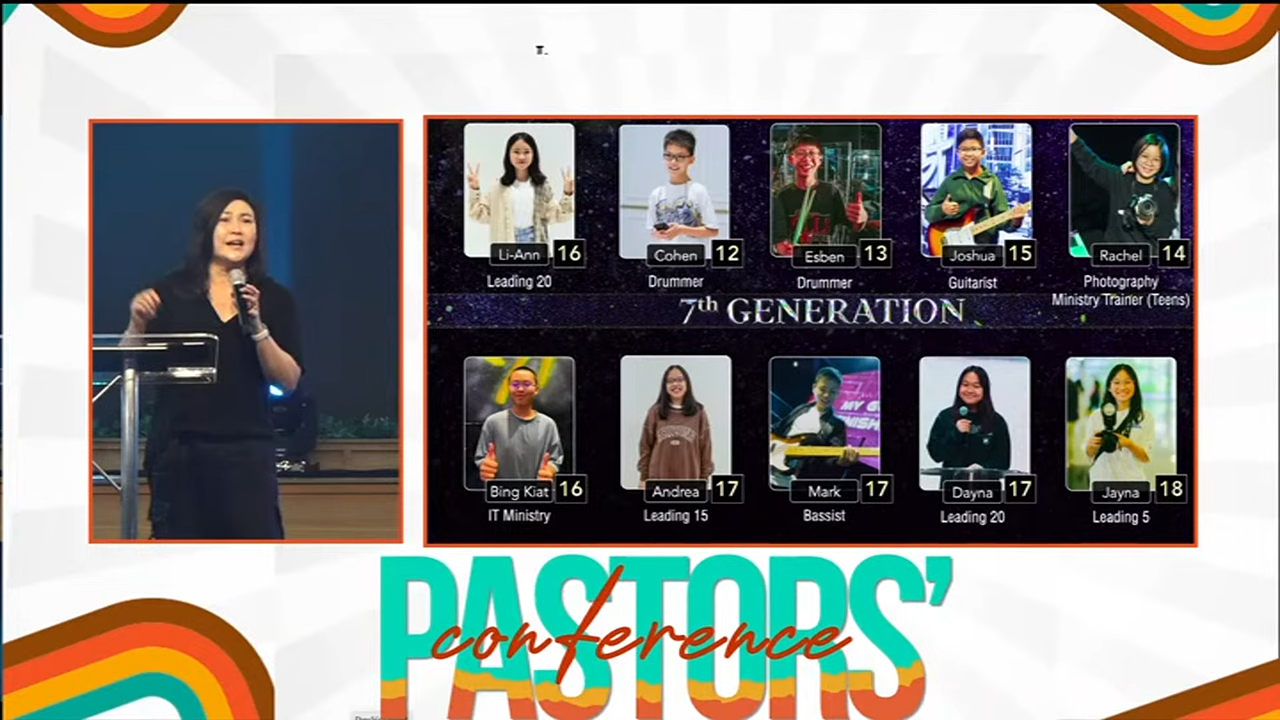 Li-Ann 16 Cohen 12 Esben 13 Joshua 15 Rachel 14
Leading 20 Drummer Drummer Guitarist Photography
Ministry Trainer (Teens)
7th GENERATION
Bing Kiat 16 Andrea 17 Mark 17 Dayna 17 Jayna 18
IT Ministry Leading 15 Bassist Leading 20 Leading 5
PASTORS'
conference